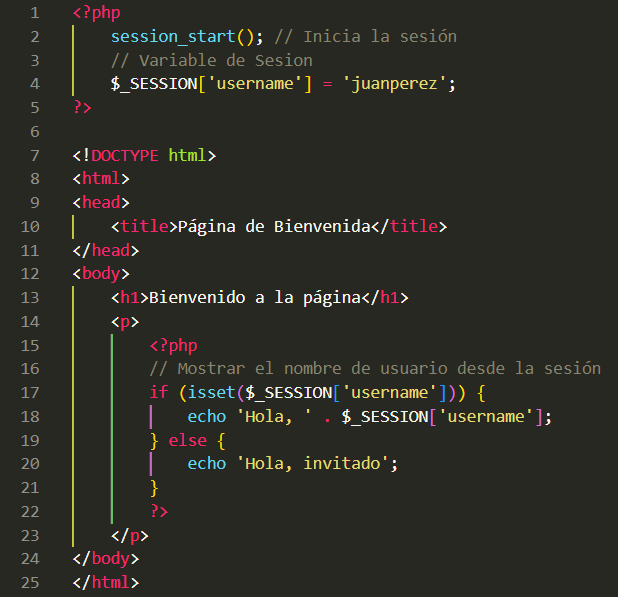 1 <?php
2     session_start(); // Inicia la sesión
3     // Variable de Sesion
4     $_SESSION['username'] = 'juanperez';
5 ?>
6
7 <!DOCTYPE html>
8 <html>
9 <head>
10     <title>Página de Bienvenida</title>
11 </head>
12 <body>
13     <h1>Bienvenido a la página</h1>
14     <p>
15         <?php
16         // Mostrar el nombre de usuario desde la sesión
17         if (isset($_SESSION['username'])) {
18             echo 'Hola, ' . $_SESSION['username'];
19         } else {
20             echo 'Hola, invitado';
21         }
22         ?>
23     </p>
24 </body>
25 </html>